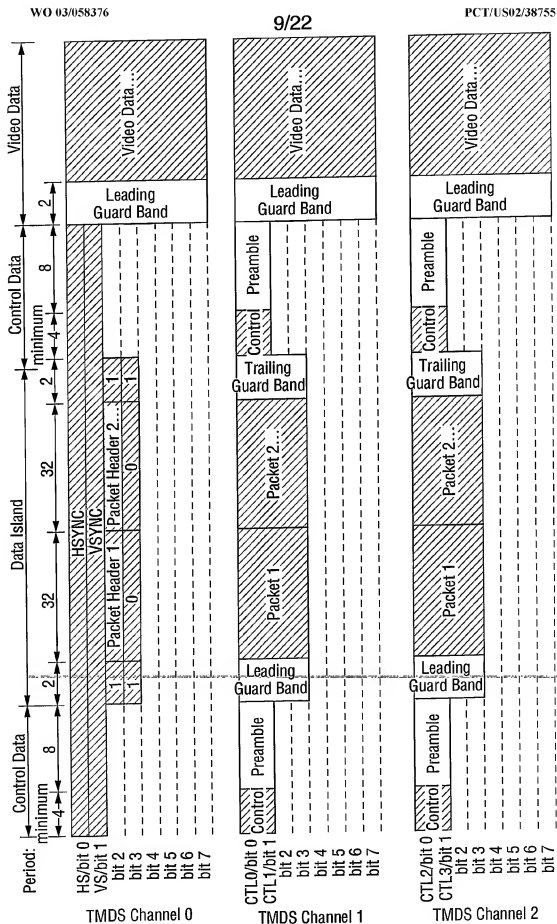 WO 03/058376
PCT/US02/38755
9/22
Period:
Control Data
Data Island
Control Data
Video Data
minimum
4
8
2
32
32
2
minimum
4
8
2
HS/bit 0
VS/bit 1
bit 2
bit 3
bit 4
bit 5
bit 6
bit 7
HSYNC
VSYNC
1
1
Packet Header 1
0
Packet Header 2...
0
1
1
Leading
Guard Band
Video Data...
TMDS Channel 0
CTL0/bit 0
CTL1/bit 1
bit 2
bit 3
bit 4
bit 5
bit 6
bit 7
Control
Preamble
Leading
Guard Band
Packet 1
Packet 2...
Trailing
Guard Band
Control
Preamble
Leading
Guard Band
Video Data...
TMDS Channel 1
CTL2/bit 0
CTL3/bit 1
bit 2
bit 3
bit 4
bit 5
bit 6
bit 7
Control
Preamble
Leading
Guard Band
Packet 1
Packet 2...
Trailing
Guard Band
Control
Preamble
Leading
Guard Band
Video Data...
TMDS Channel 2